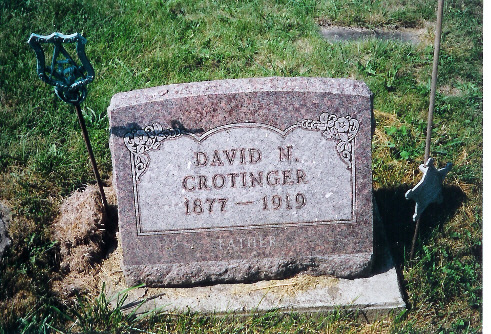 DAVID N.
CROTINGER
1877 — 1919
FATHER